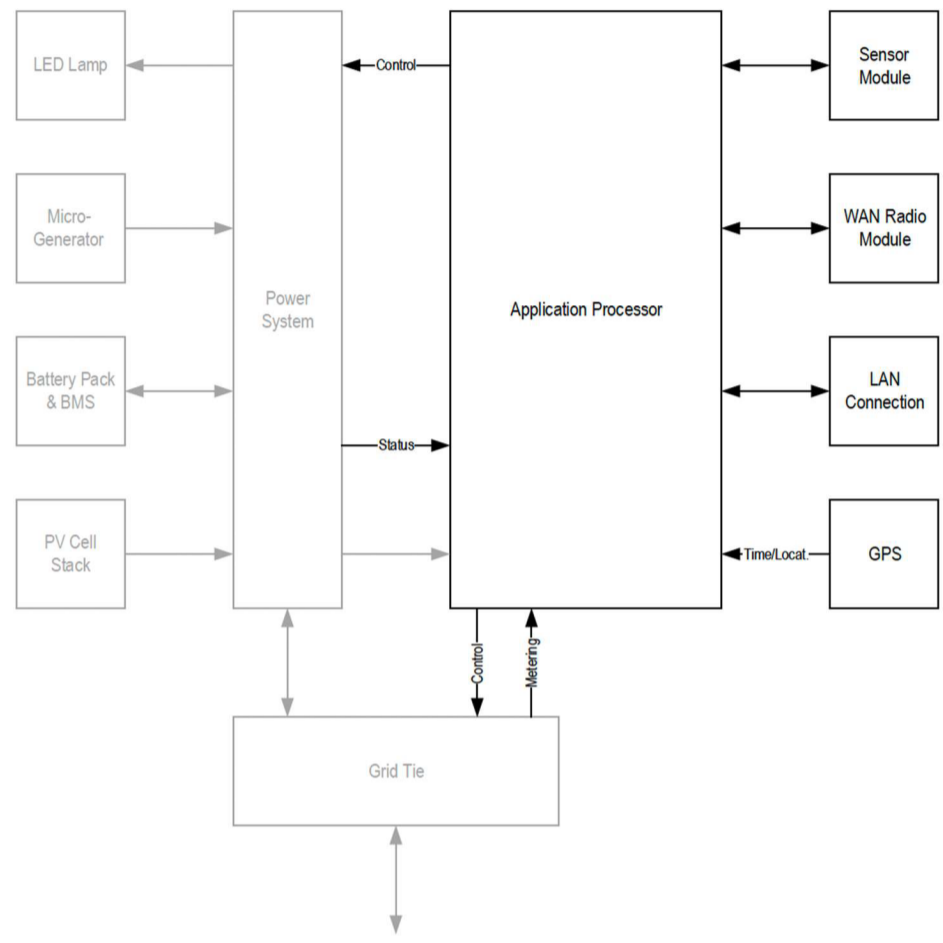 LED Lamp
Control
Sensor
Module
Micro-
Generator
WAN Radio
Module
Power
System
Application Processor
Battery Pack
& BMS
LAN
Connection
Status
PV Cell
Stack
Time/Locat.
GPS
Control
Metering
Grid Tie